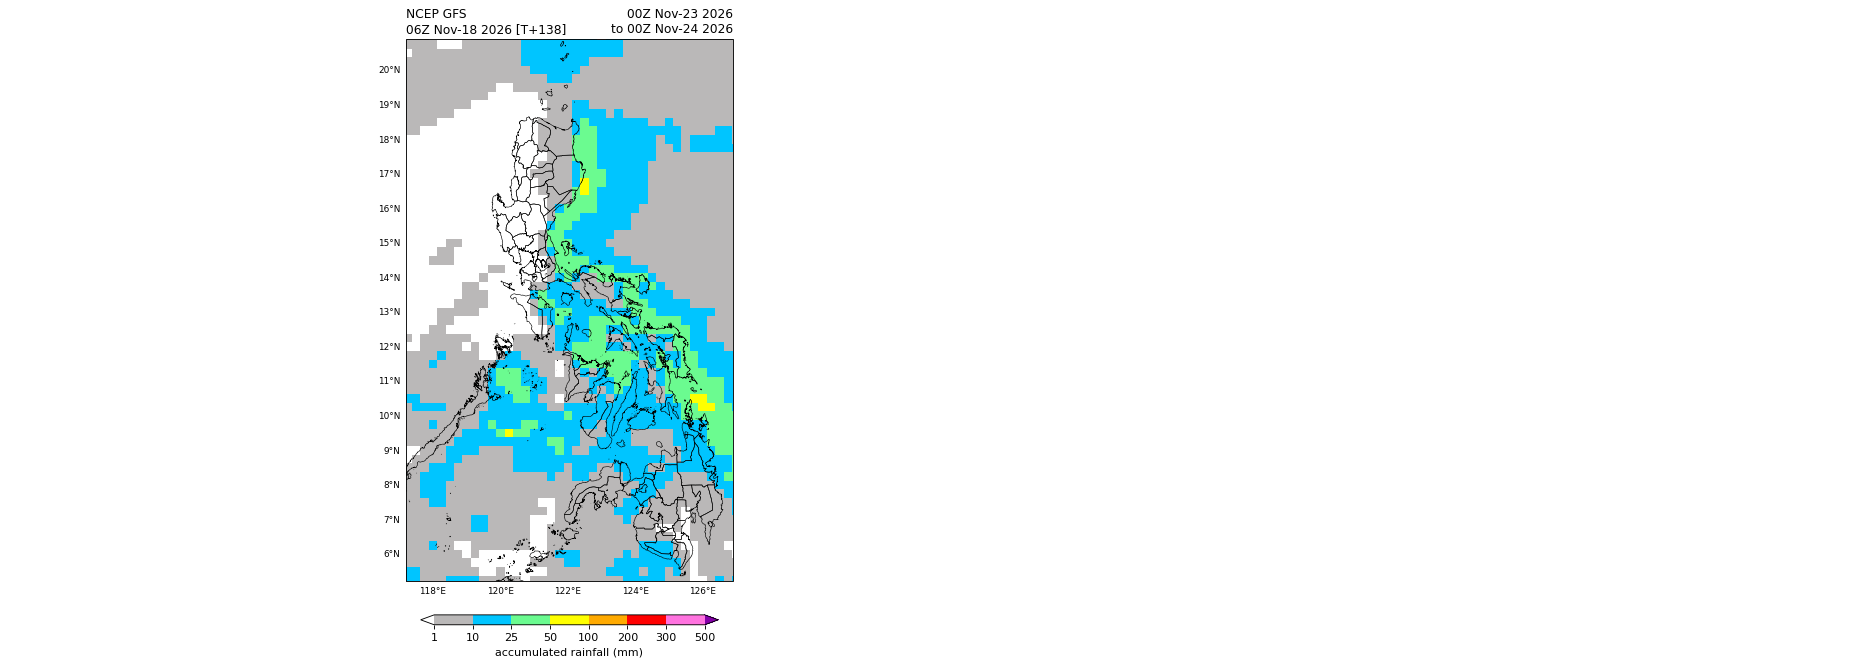 NCEP GFS
00Z Nov-23 2026
06Z Nov-18 2026 [T+138]
to 00Z Nov-24 2026
20°N
19°N
18°N
17°N
16°N
15°N
14°N
13°N
12°N
11°N
10°N
9°N
8°N
7°N
6°N
118°E 120°E 122°E 124°E 126°E
1 10 25 50 100 200 300 500
accumulated rainfall (mm)